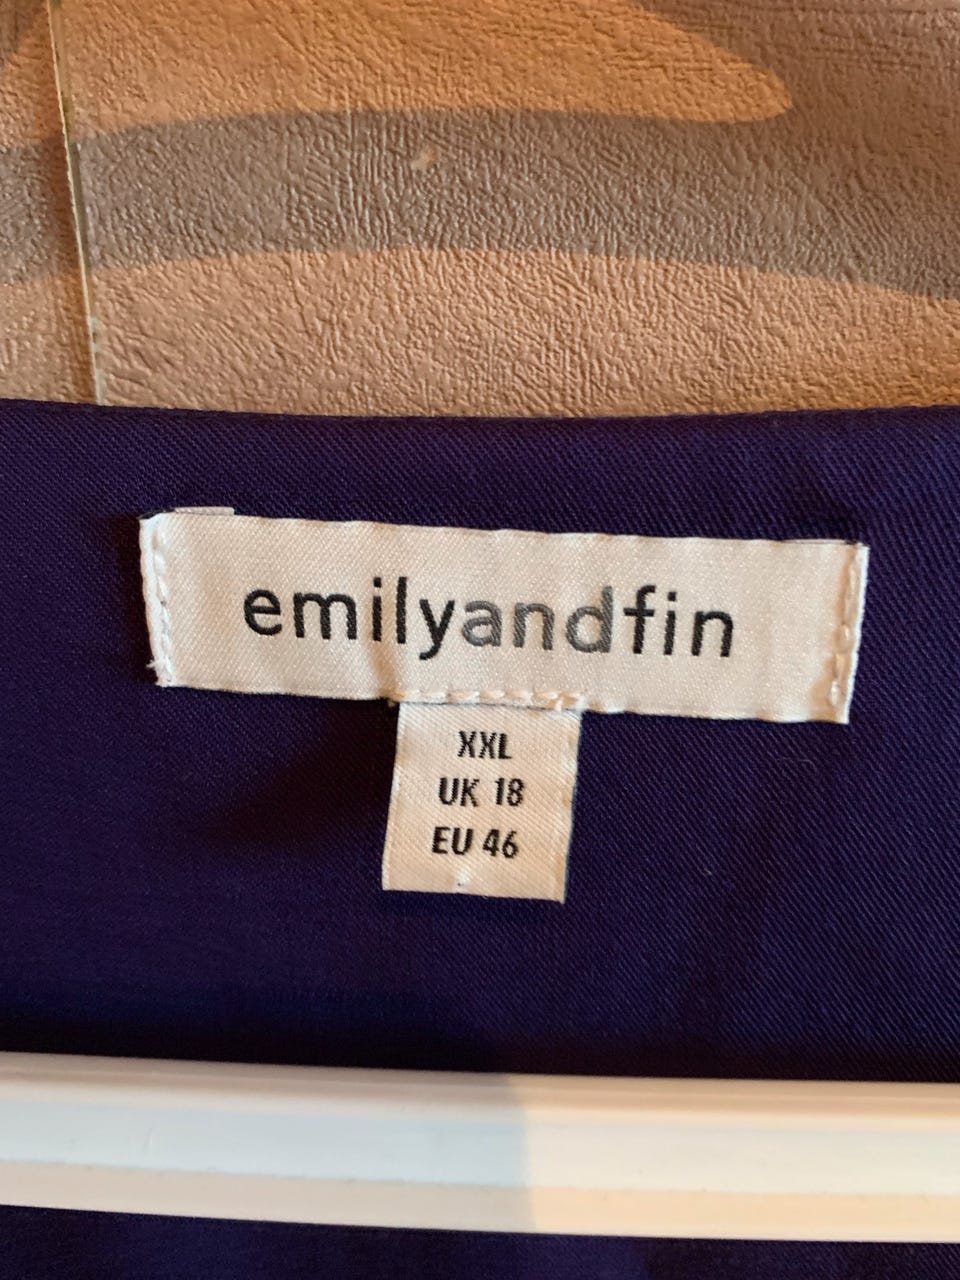 emilyandfin
XXL
UK 18
EU 46